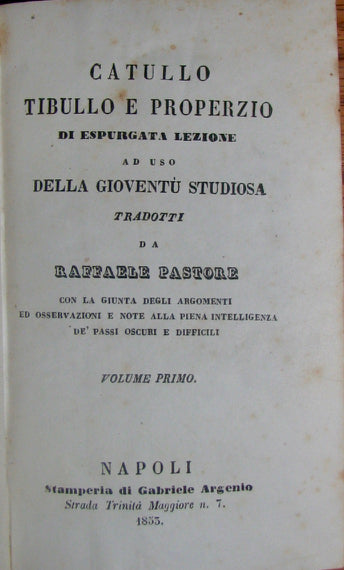 CATULLO
TIBULLO E PROPERZIO
DI ESPURGATA LEZIONE
AD USO
DELLA GIOVENTÙ STUDIOSA
TRADOTTI
DA
RAFFAELE PASTORE
CON LA GIUNTA DEGLI ARGOMENTI
ED OSSERVAZIONI E NOTE ALLA PIENA INTELLIGENZA
DE' PASSI OSCURI E DIFFICILI
VOLUME PRIMO.
NAPOLI
Stamperia di Gabriele Argenio
Strada Trinità Maggiore n. 7.
1833.